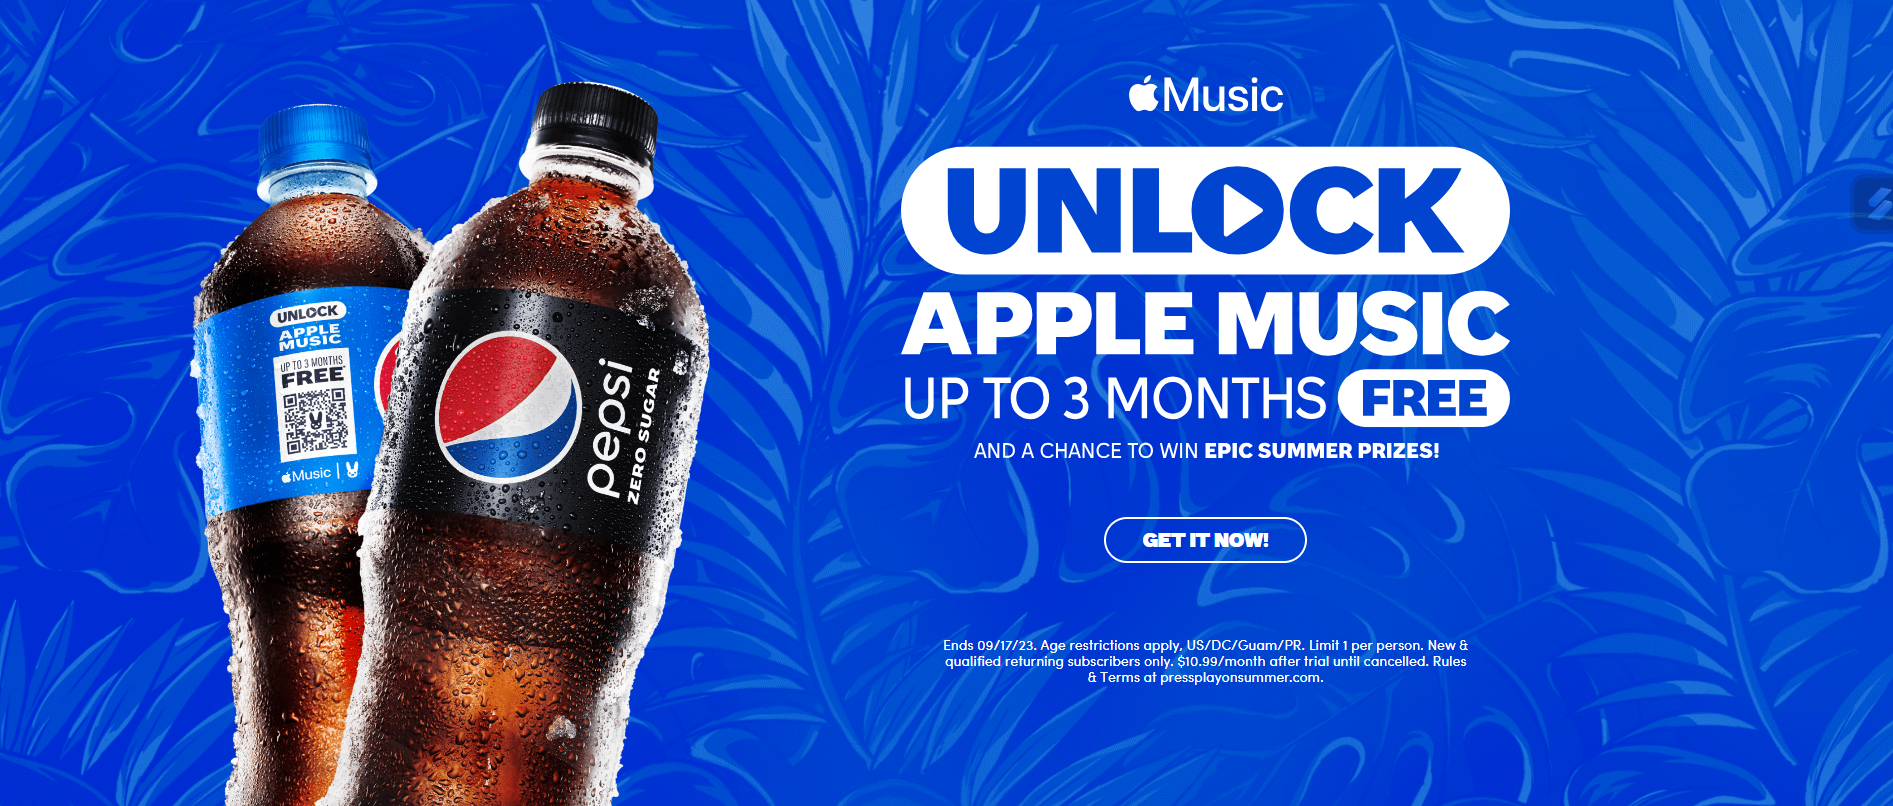 Music
UNLOCK
APPLE MUSIC
UP TO 3 MONTHS FREE
AND A CHANCE TO WIN EPIC SUMMER PRIZES!
GET IT NOW!
Ends 09/17/23. Age restrictions apply, US/DC/Guam/PR. Limit 1 per person. New &
qualified returning subscribers only. $10.99/month after trial until cancelled. Rules
& Terms at pressplayonsummer.com.
UNLOCK
APPLE
MUSIC
UP TO 3 MONTHS
FREE
Music
pepsi
ZERO SUGAR